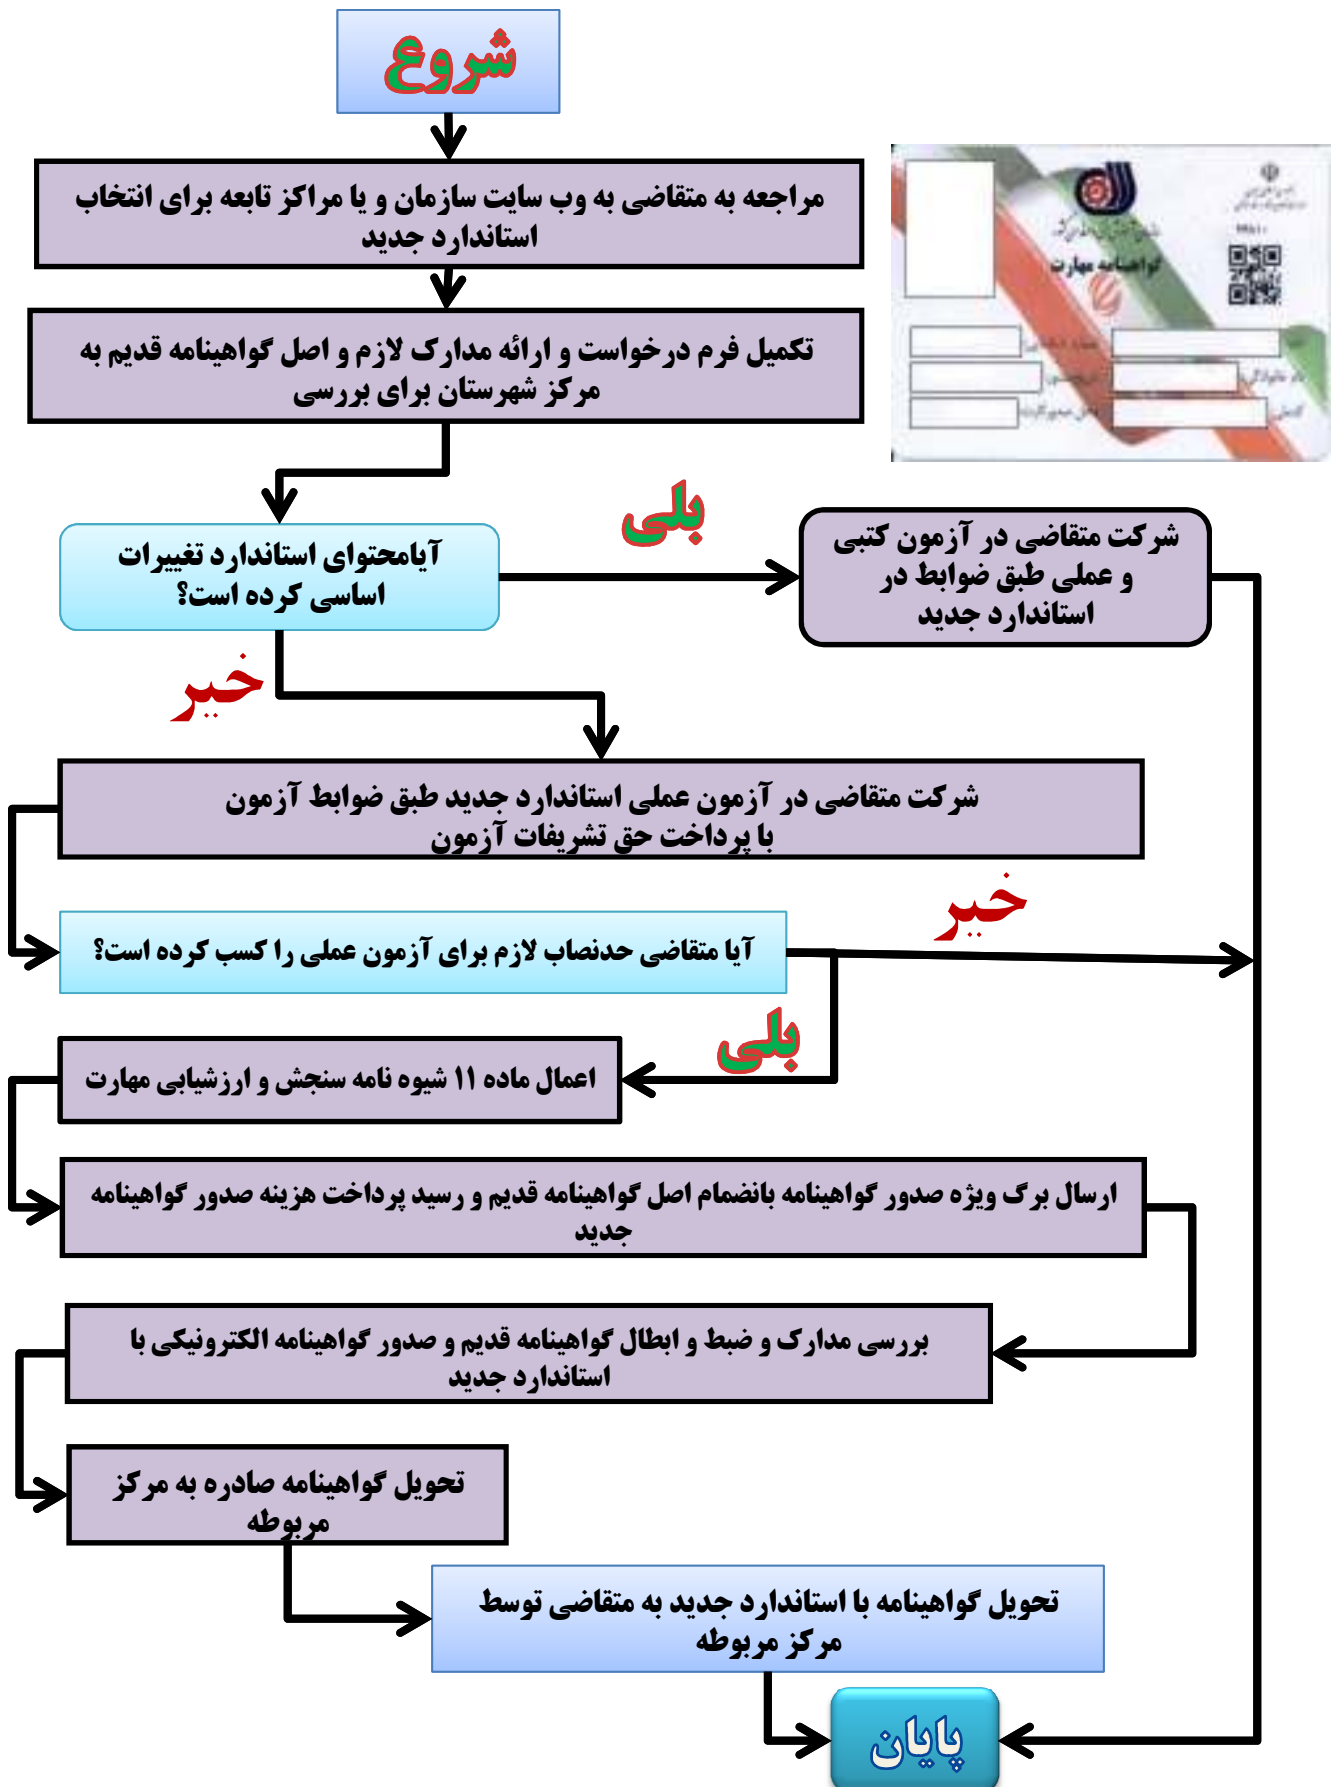 شروع
مراجعه به متقاضی به وب سایت سازمان و یا مراکز تابعه برای انتخاب
استاندارد جدید
گواهینامه مهارت
تکمیل فرم درخواست و ارائه مدارک لازم و اصل گواهینامه قدیم به
مرکز شهرستان برای بررسی
آیامحتوای استاندارد تغییرات
اساسی کرده است؟
بلی
شرکت متقاضی در آزمون کتبی
و عملی طبق ضوابط در
استاندارد جدید
خیر
شرکت متقاضی در آزمون عملی استاندارد جدید طبق ضوابط آزمون
با پرداخت حق تشریفات آزمون
خیر
آیا متقاضی حدنصاب لازم برای آزمون عملی را کسب کرده است؟
بلی
اعمال ماده ۱۱ شیوه نامه سنجش و ارزشیابی مهارت
ارسال برگ ویژه صدور گواهینامه بانضمام اصل گواهینامه قدیم و رسید پرداخت هزینه صدور گواهینامه
جدید
بررسی مدارک و ضبط و ابطال گواهینامه قدیم و صدور گواهینامه الکترونیکی با
استاندارد جدید
تحویل گواهینامه صادره به مرکز
مربوطه
تحویل گواهینامه با استاندارد جدید به متقاضی توسط
مرکز مربوطه
پایان